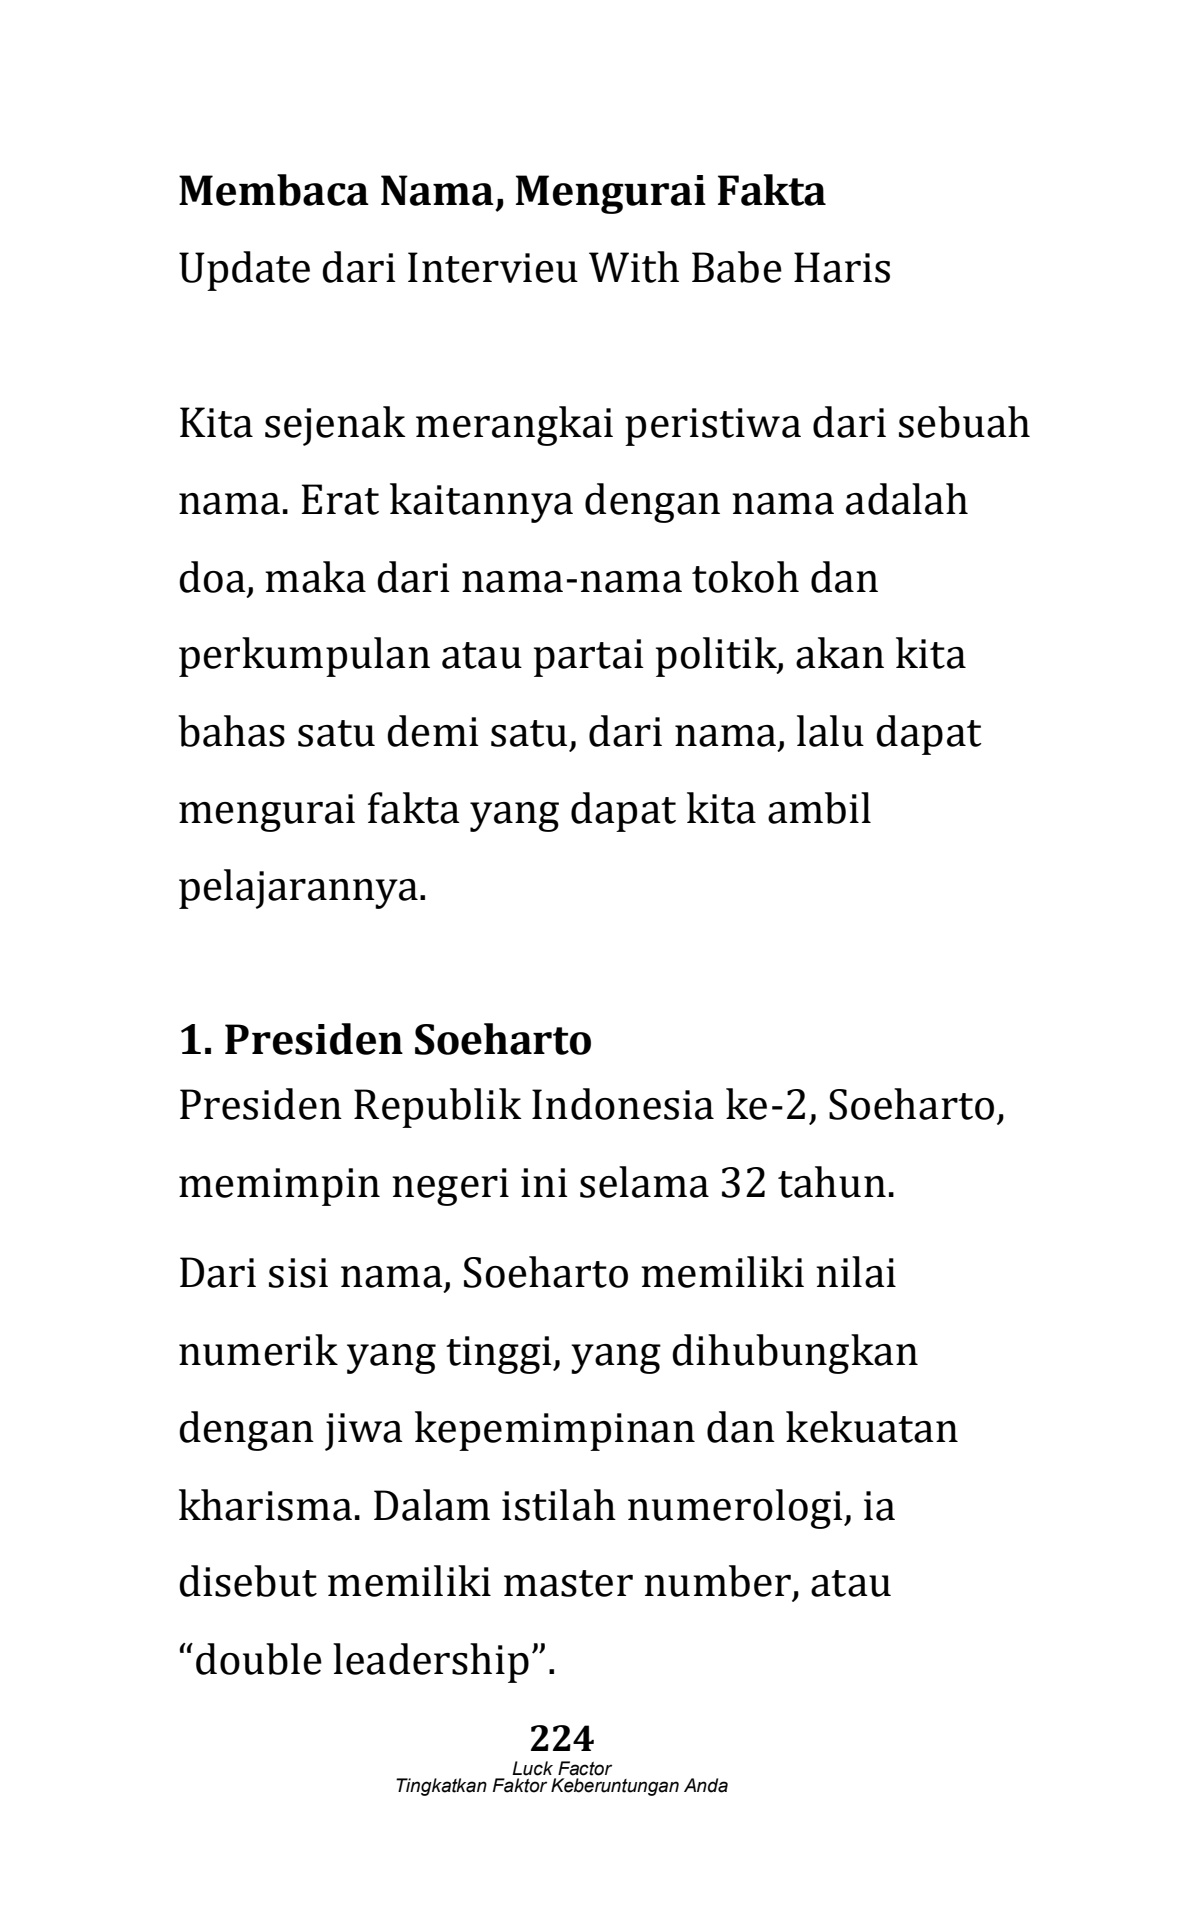 Membaca Nama, Mengurai Fakta
Update dari Intervieu With Babe Haris
Kita sejenak merangkai peristiwa dari sebuah
nama. Erat kaitannya dengan nama adalah
doa, maka dari nama-nama tokoh dan
perkumpulan atau partai politik, akan kita
bahas satu demi satu, dari nama, lalu dapat
mengurai fakta yang dapat kita ambil
pelajarannya.
1. Presiden Soeharto
Presiden Republik Indonesia ke-2, Soeharto,
memimpin negeri ini selama 32 tahun.
Dari sisi nama, Soeharto memiliki nilai
numerik yang tinggi, yang dihubungkan
dengan jiwa kepemimpinan dan kekuatan
kharisma. Dalam istilah numerologi, ia
disebut memiliki master number, atau
“double leadership”.
224
Luck Factor
Tingkatkan Faktor Keberuntungan Anda